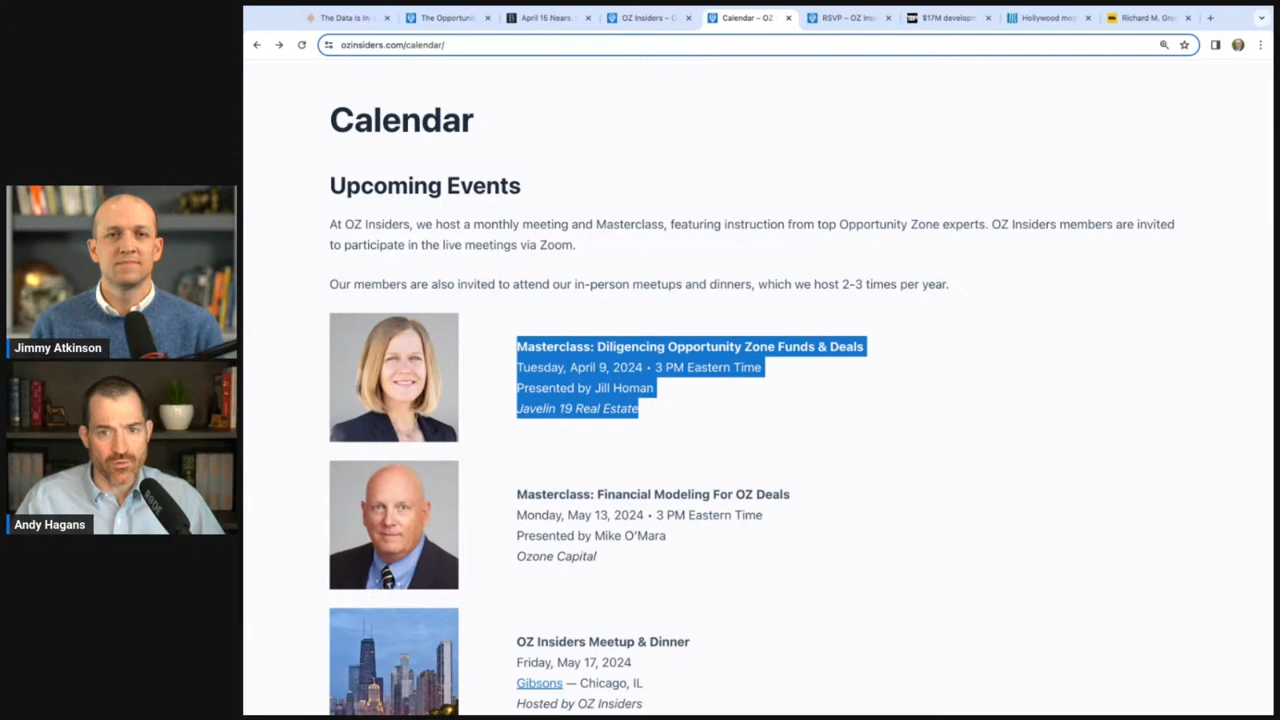 The Data Is In:
The Opportuni
April 15 Nears.
OZ Insiders – O
Calendar – OZ
RSVP – OZ Insi
$17M developm
Hollywood mog
Richard M. Gro
ozinsiders.com/calendar/
Calendar
Upcoming Events
At OZ Insiders, we host a monthly meeting and Masterclass, featuring instruction from top Opportunity Zone experts. OZ Insiders members are invited
to participate in the live meetings via Zoom.
Our members are also invited to attend our in-person meetups and dinners, which we host 2-3 times per year.
Masterclass: Diligencing Opportunity Zone Funds & Deals
Tuesday, April 9, 2024 • 3 PM Eastern Time
Presented by Jill Homan
Javelin 19 Real Estate
Masterclass: Financial Modeling For OZ Deals
Monday, May 13, 2024 • 3 PM Eastern Time
Presented by Mike O’Mara
Ozone Capital
OZ Insiders Meetup & Dinner
Friday, May 17, 2024
Gibsons — Chicago, IL
Hosted by OZ Insiders
Jimmy Atkinson
RODE
Andy Hagans